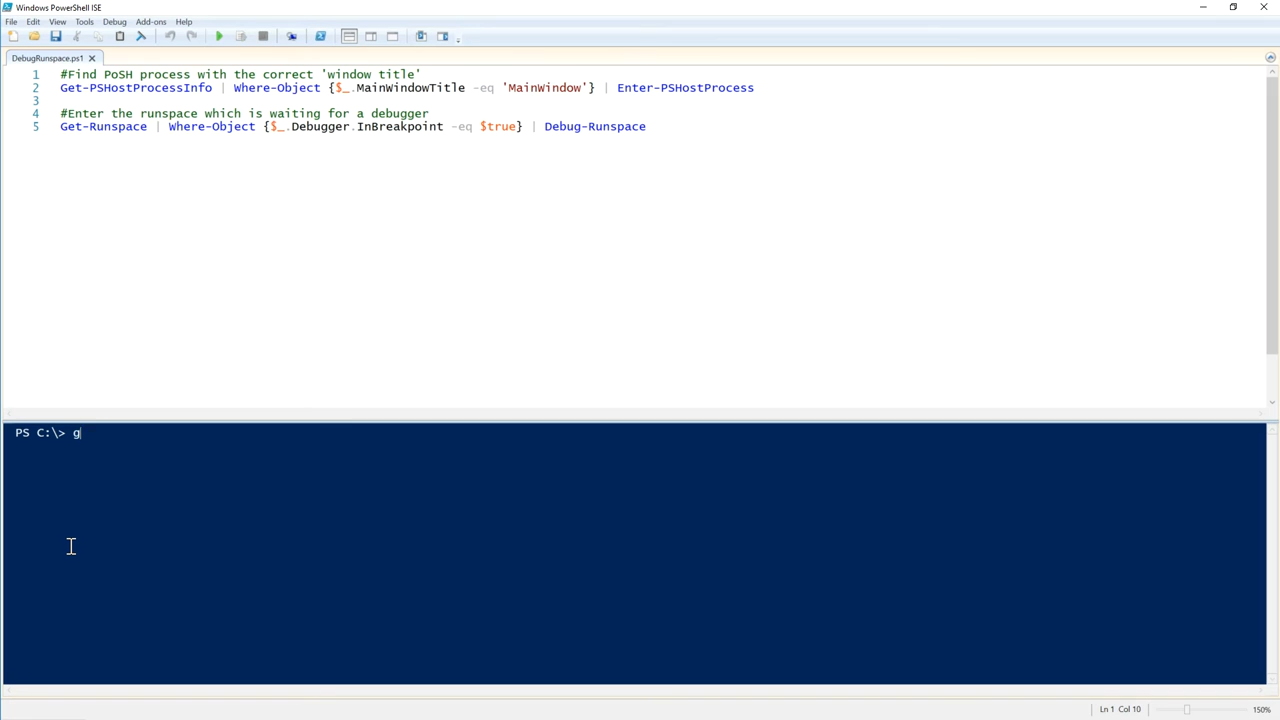 Windows PowerShell ISE
File Edit View Tools Debug Add-ons Help
DebugRunspace.ps1
1 #Find PoSH process with the correct 'window title'
2 Get-PSHostProcessInfo | Where-Object {$_.MainWindowTitle -eq 'MainWindow'} | Enter-PSHostProcess
3
4 #Enter the runspace which is waiting for a debugger
5 Get-Runspace | Where-Object {$_.Debugger.InBreakpoint -eq $true} | Debug-Runspace
PS C:\> g
Ln 1 Col 10 150%